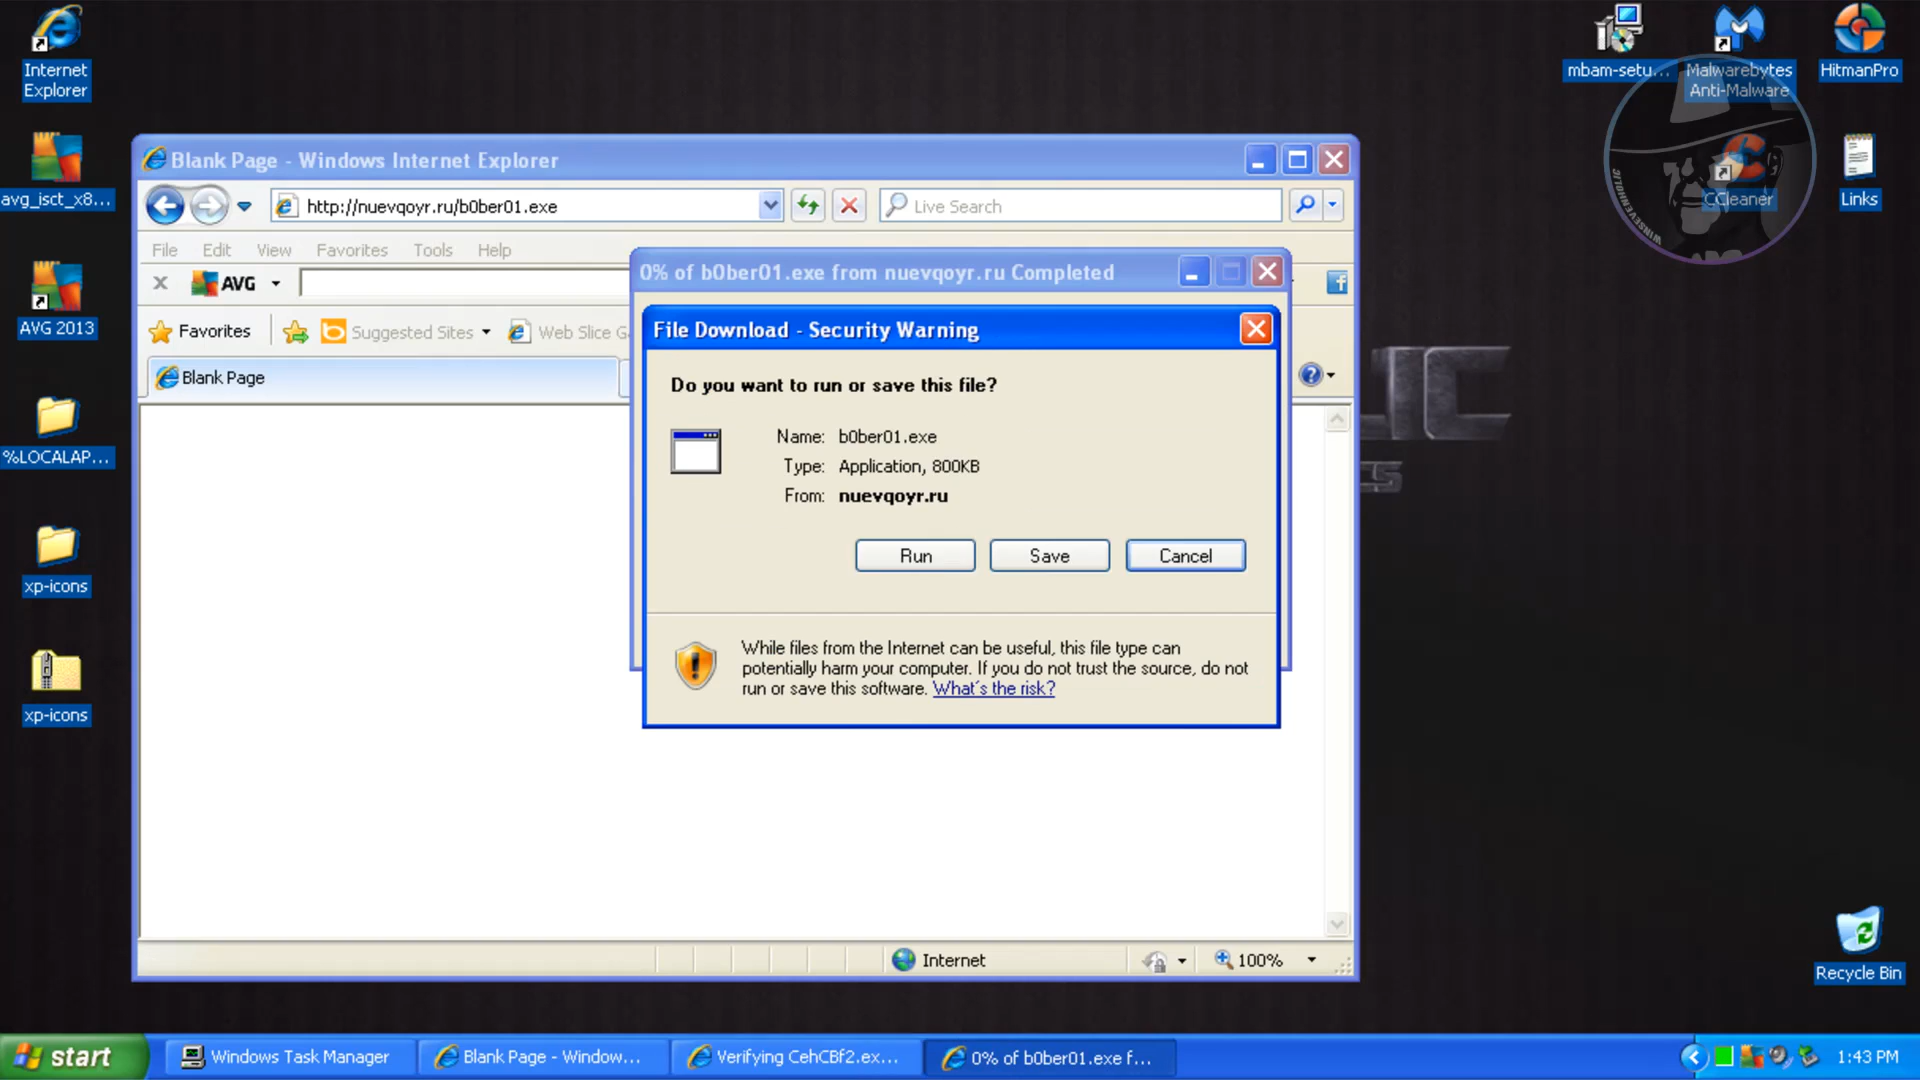 Internet
Explorer
avg_isct_x8...
AVG 2013
%LOCALAP...
xp-icons
xp-icons
mbam-setu...
Malwarebytes
Anti-Malware
HitmanPro
CCleaner
Links
WINSEVENHOLIC
Blank Page - Windows Internet Explorer
http://nuevqoyr.ru/b0ber01.exe
Live Search
File Edit View Favorites Tools Help
AVG
Favorites Suggested Sites Web Slice G
Blank Page
0% of b0ber01.exe from nuevqoyr.ru Completed
File Download - Security Warning
Do you want to run or save this file?
Name: b0ber01.exe
Type: Application, 800KB
From: nuevqoyr.ru
Run Save Cancel
While files from the Internet can be useful, this file type can
potentially harm your computer. If you do not trust the source, do not
run or save this software. What's the risk?
Internet
100%
Recycle Bin
start
Windows Task Manager
Blank Page - Window...
Verifying CehCBf2.ex...
0% of b0ber01.exe f...
1:43 PM